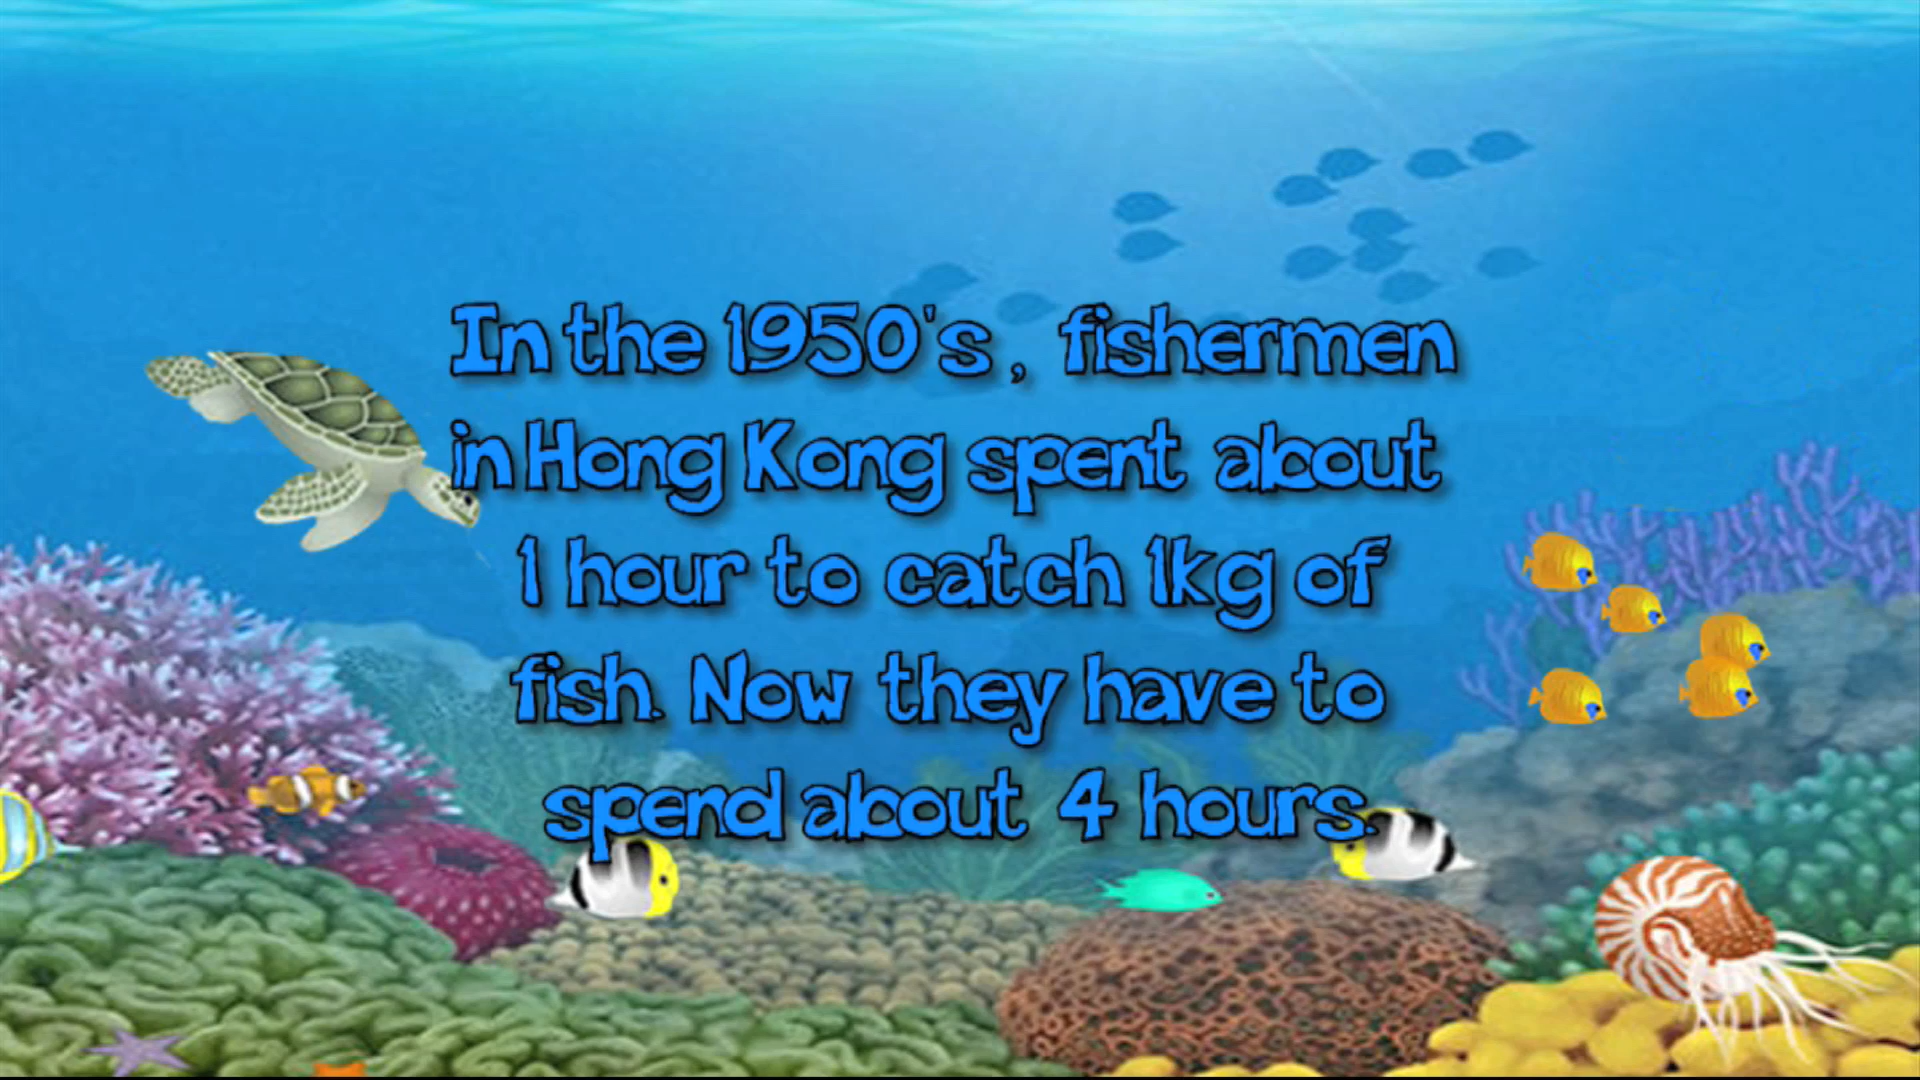 In the 1950's, fishermen
in Hong Kong spent about
1 hour to catch 1kg of
fish. Now they have to
spend about 4 hours.